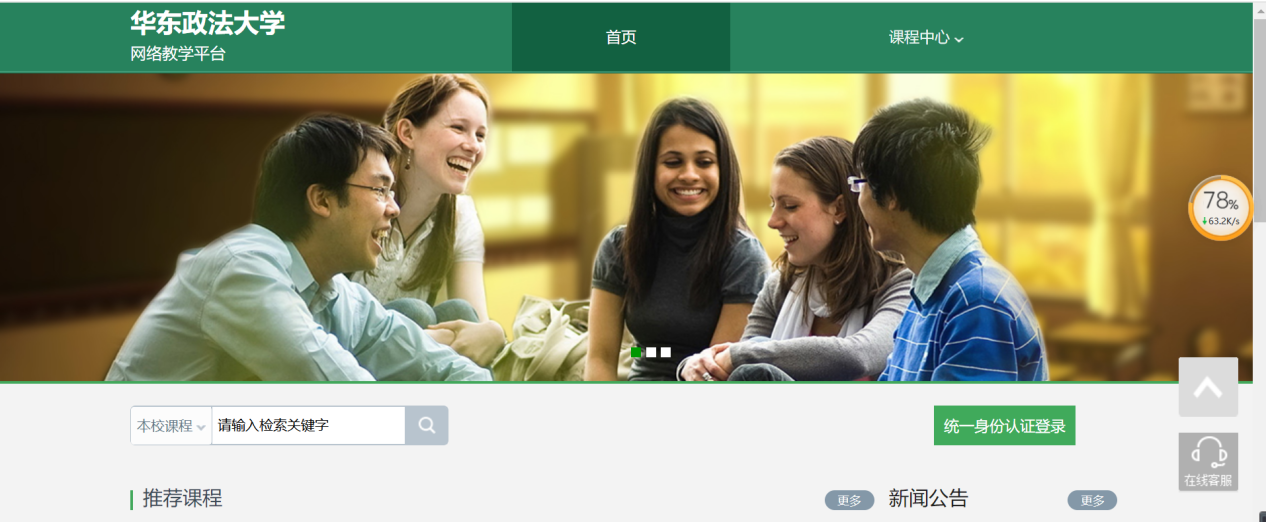 华东政法大学
网络教学平台
首页
课程中心
78%
63.2K/s
本校课程
请输入检索关键字
统一身份认证登录
在线客服
推荐课程
更多
新闻公告
更多